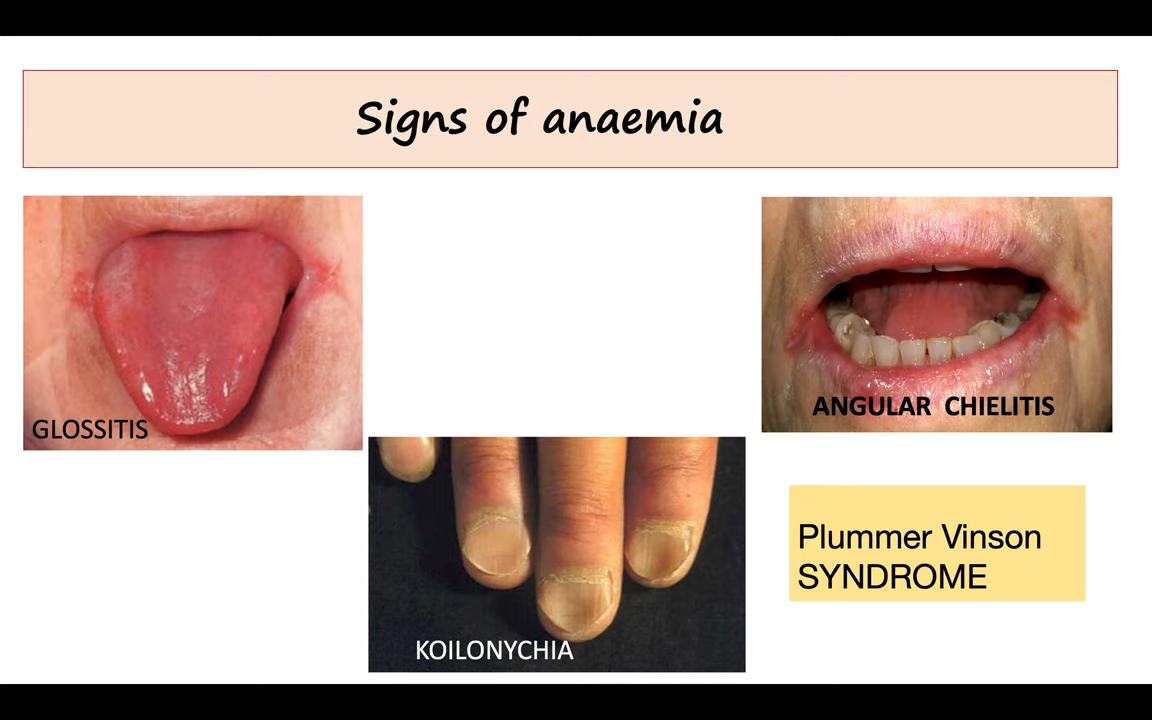 Signs of anaemia
GLOSSITIS
ANGULAR CHIELITIS
KOILONYCHIA
Plummer Vinson
SYNDROME